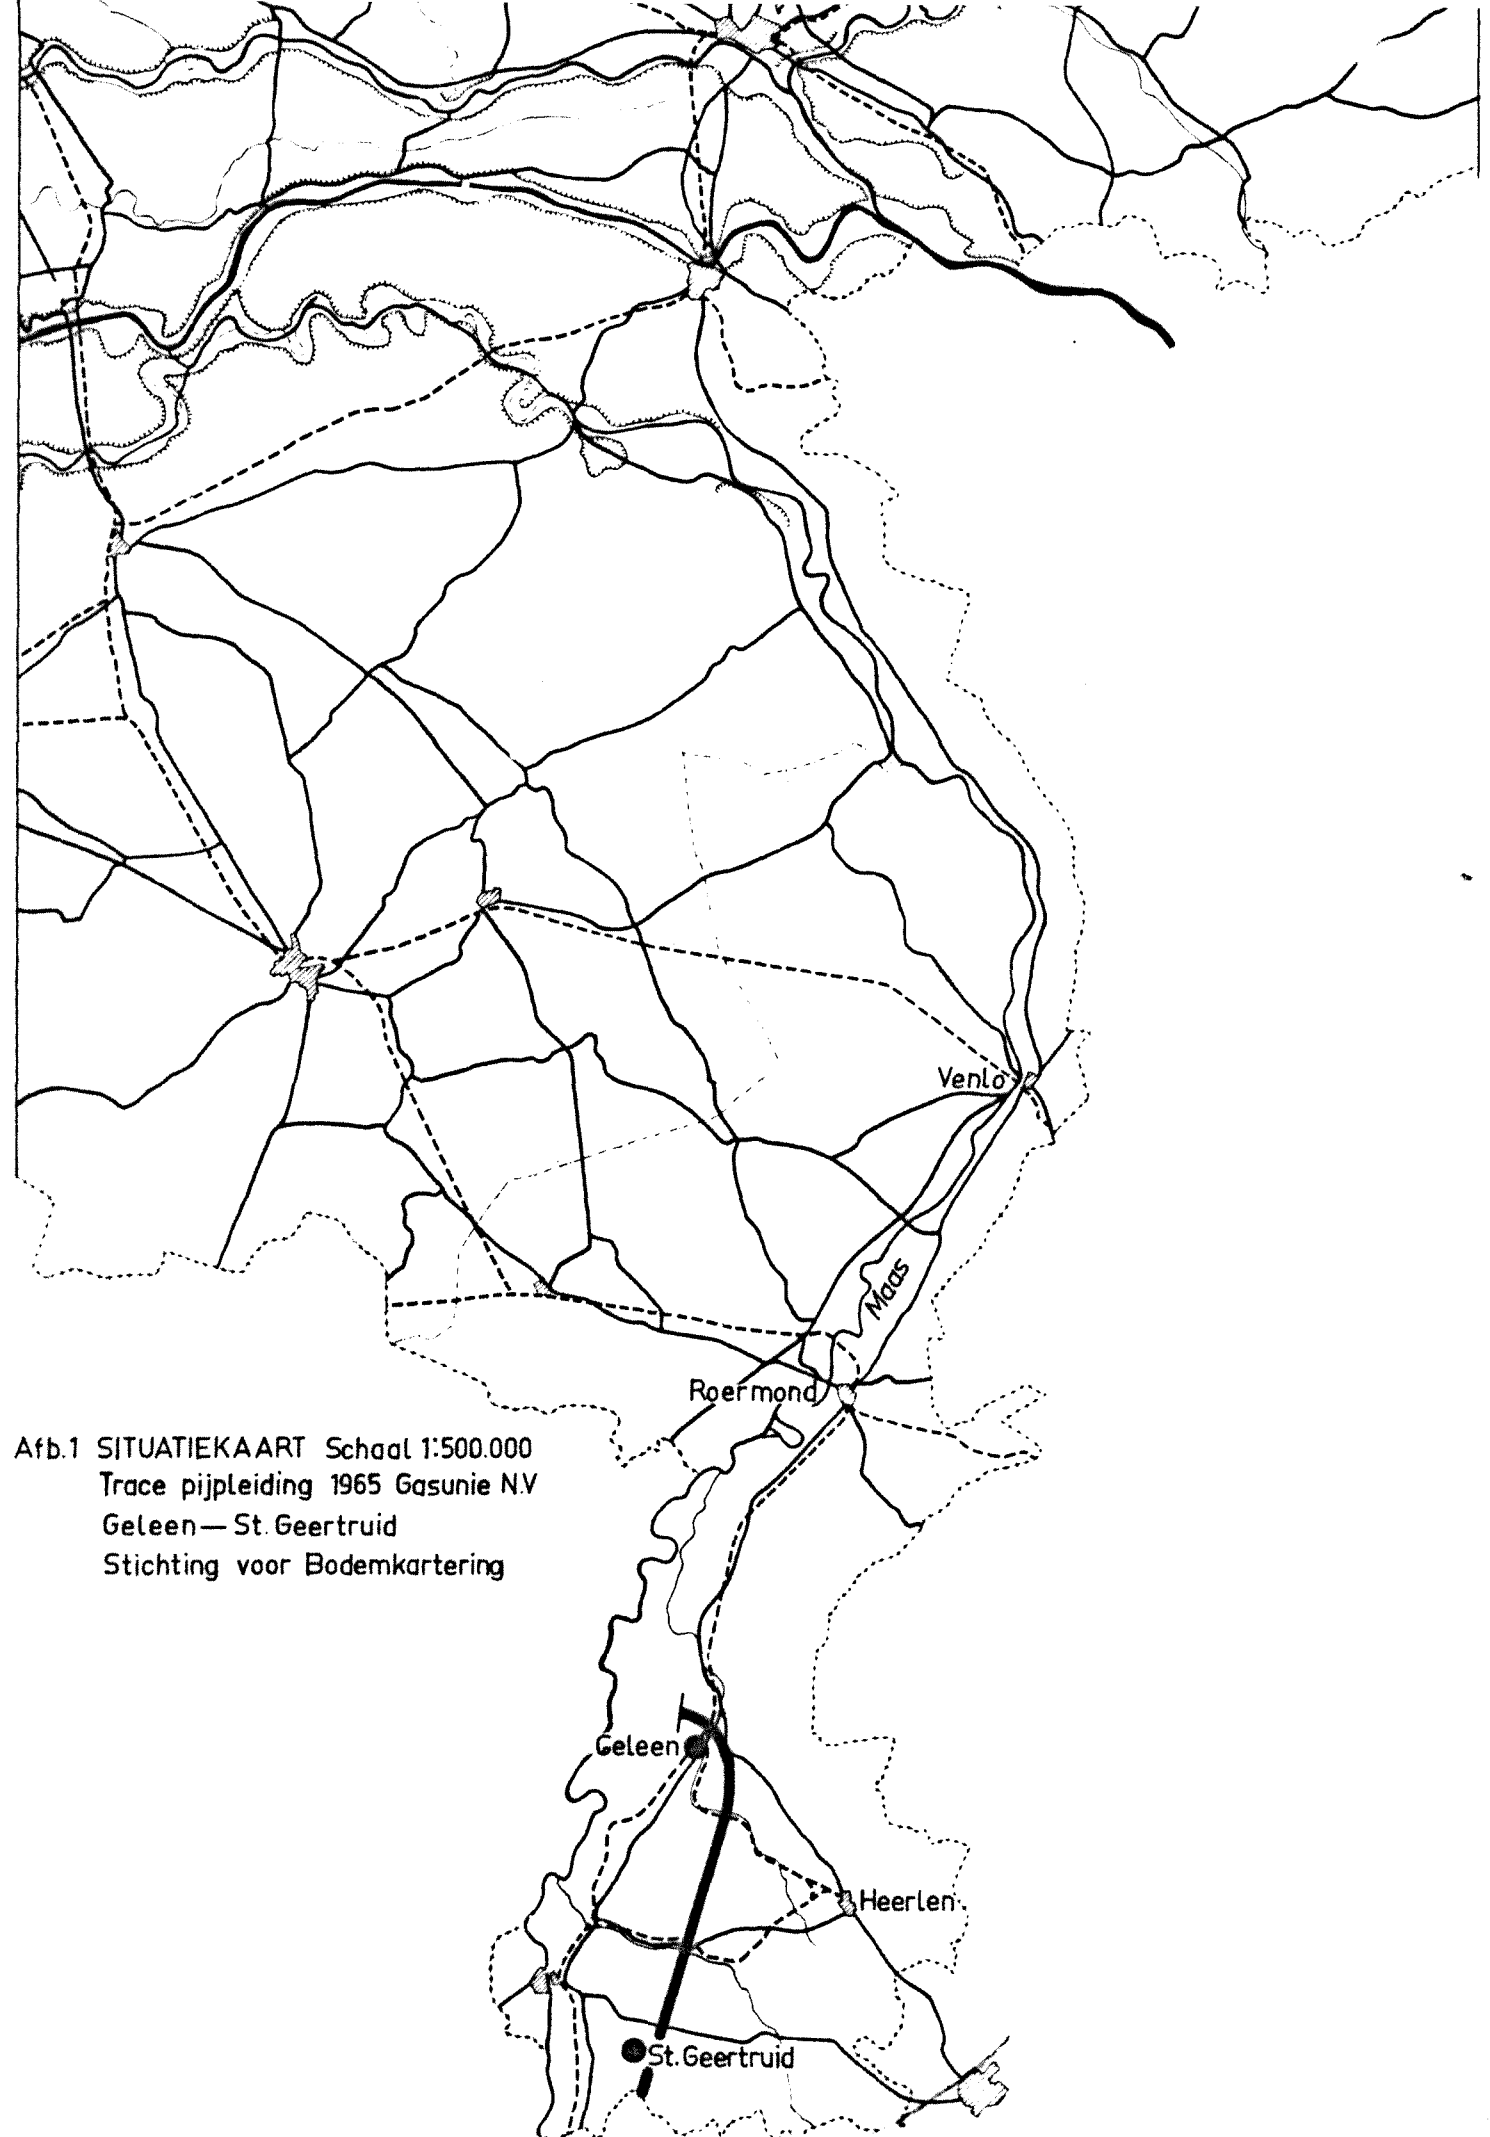 Venlo
Maas
Roermond
Afb.1 SITUATIEKAART Schaal 1:500.000
Trace pijpleiding 1965 Gasunie N.V
Geleen — St. Geertruid
Stichting voor Bodemkartering
Geleen
Heerlen
St. Geertruid